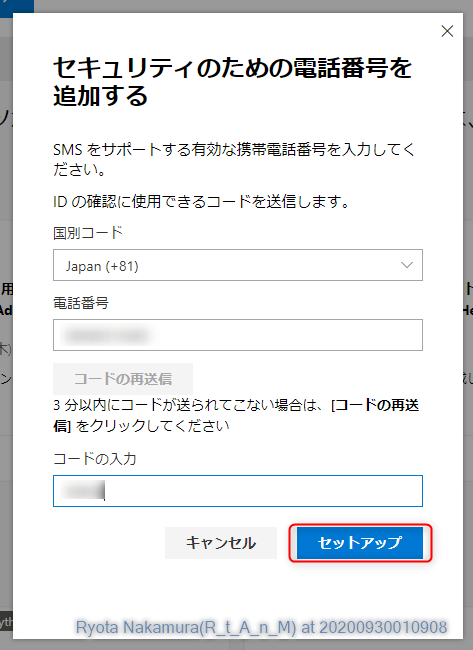 セキュリティのための電話番号を
追加する
SMS をサポートする有効な携帯電話番号を入力してく
ださい。
ID の確認に使用できるコードを送信します。
国別コード
Japan (+81)
電話番号
コードの再送信
3 分以内にコードが送られてこない場合は、[コードの再送
信] をクリックしてください
コードの入力
キャンセル
セットアップ
Ryota Nakamura(R_t_A_n_M) at 20200930010908